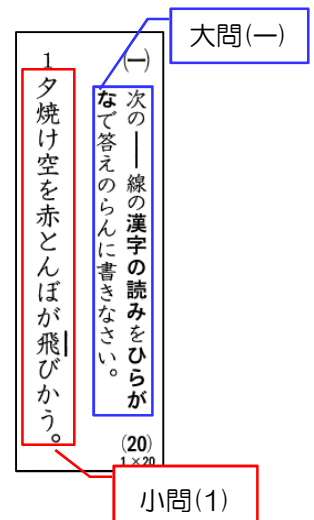 大問(一)
(一)
次の──線の漢字の読みをひらが
なで答えのらんに書きなさい。
(20)
1×20
1 夕焼け空を赤とんぼが飛びかう。
小問(1)